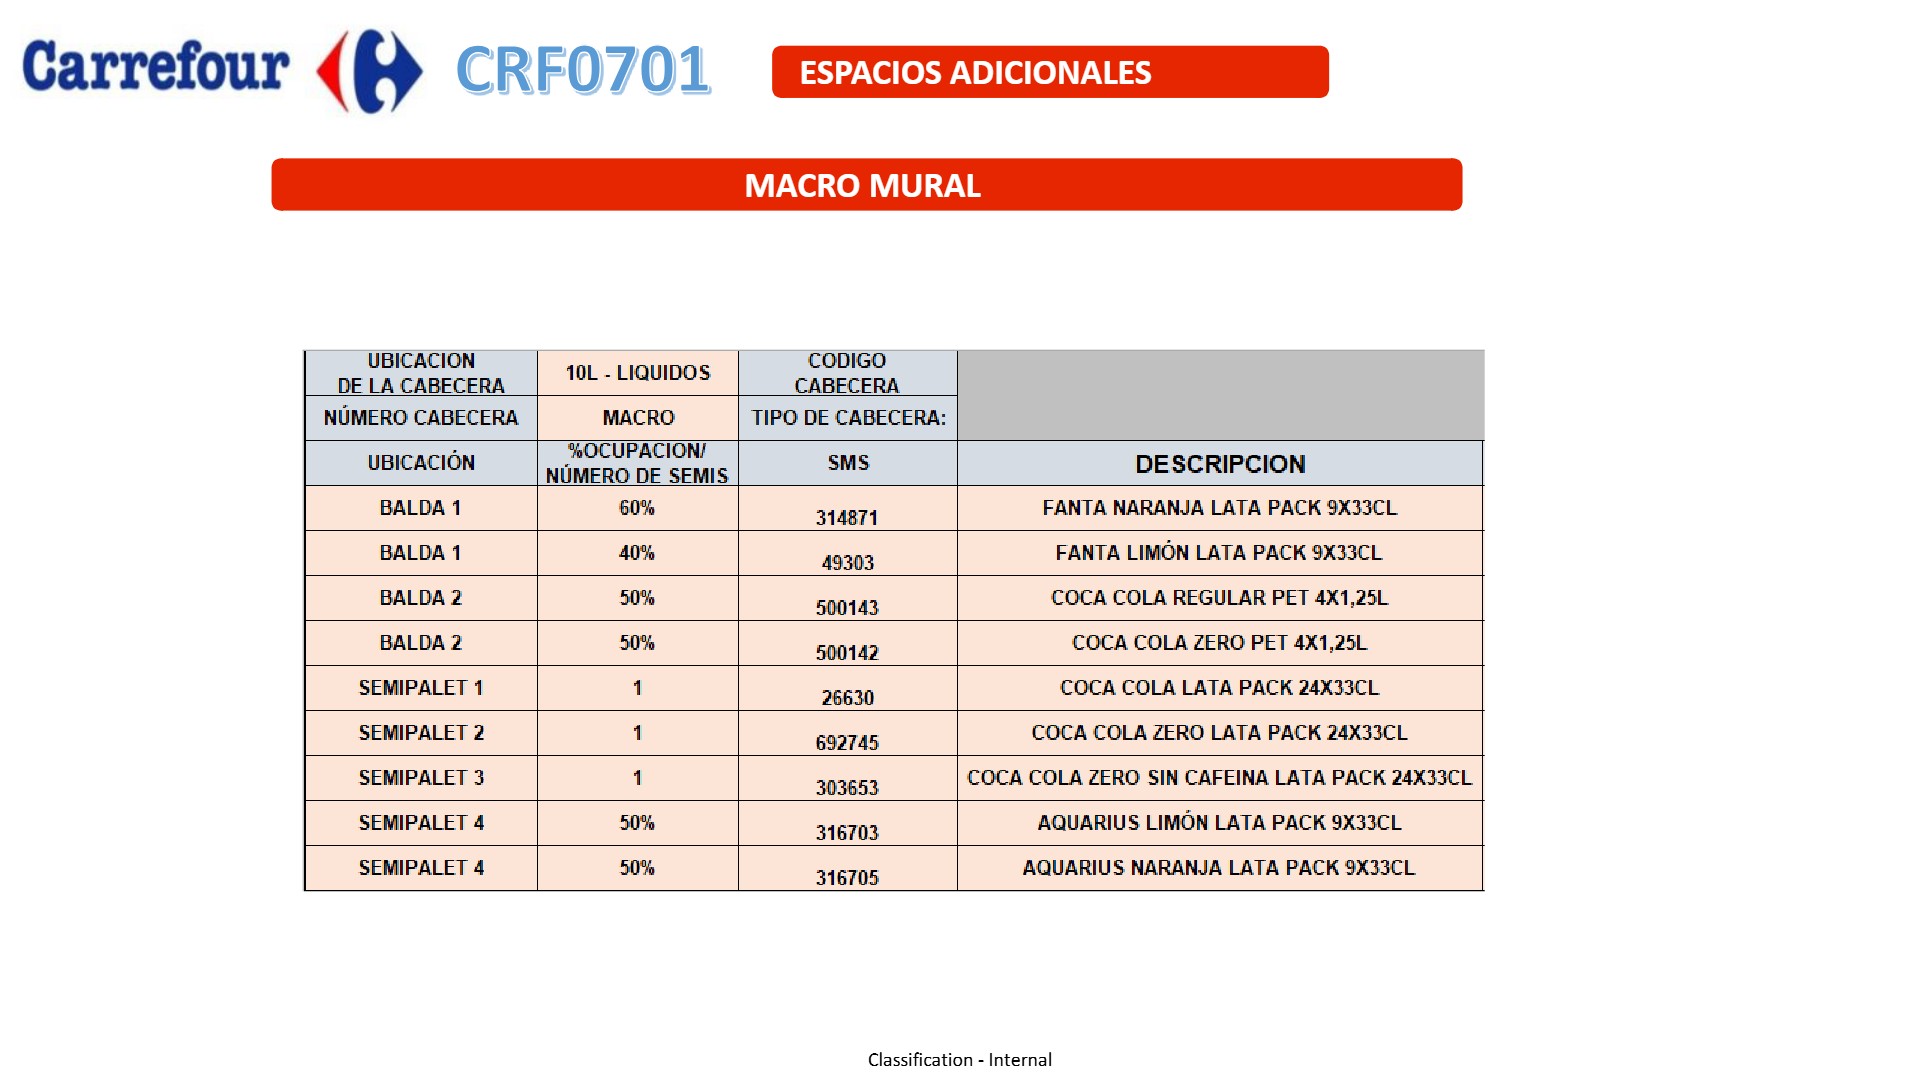 Carrefour CRF0701 ESPACIOS ADICIONALES
MACRO MURAL
UBICACION
DE LA CABECERA
10L - LIQUIDOS
CODIGO
CABECERA
NÚMERO CABECERA MACRO TIPO DE CABECERA:
UBICACIÓN
%OCUPACION/
NÚMERO DE SEMIS
SMS
DESCRIPCION
BALDA 1 60% 314871 FANTA NARANJA LATA PACK 9X33CL
BALDA 1 40% 49303 FANTA LIMÓN LATA PACK 9X33CL
BALDA 2 50% 500143 COCA COLA REGULAR PET 4X1,25L
BALDA 2 50% 500142 COCA COLA ZERO PET 4X1,25L
SEMIPALET 1 1 26630 COCA COLA LATA PACK 24X33CL
SEMIPALET 2 1 692745 COCA COLA ZERO LATA PACK 24X33CL
SEMIPALET 3 1 303653 COCA COLA ZERO SIN CAFEINA LATA PACK 24X33CL
SEMIPALET 4 50% 316703 AQUARIUS LIMÓN LATA PACK 9X33CL
SEMIPALET 4 50% 316705 AQUARIUS NARANJA LATA PACK 9X33CL
Classification - Internal